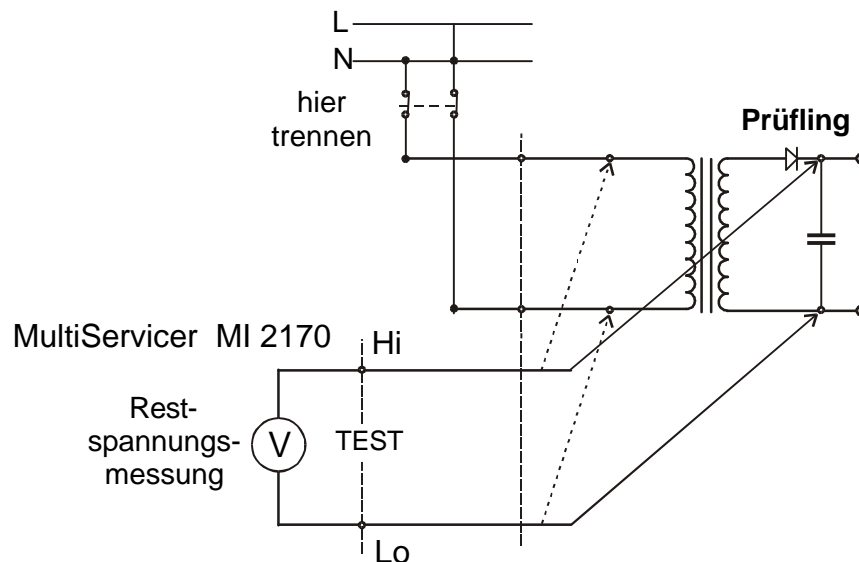 L
N
hier
trennen
Prüfling
MultiServicer MI 2170
Hi
Rest-
spannungs-
messung
V
TEST
Lo